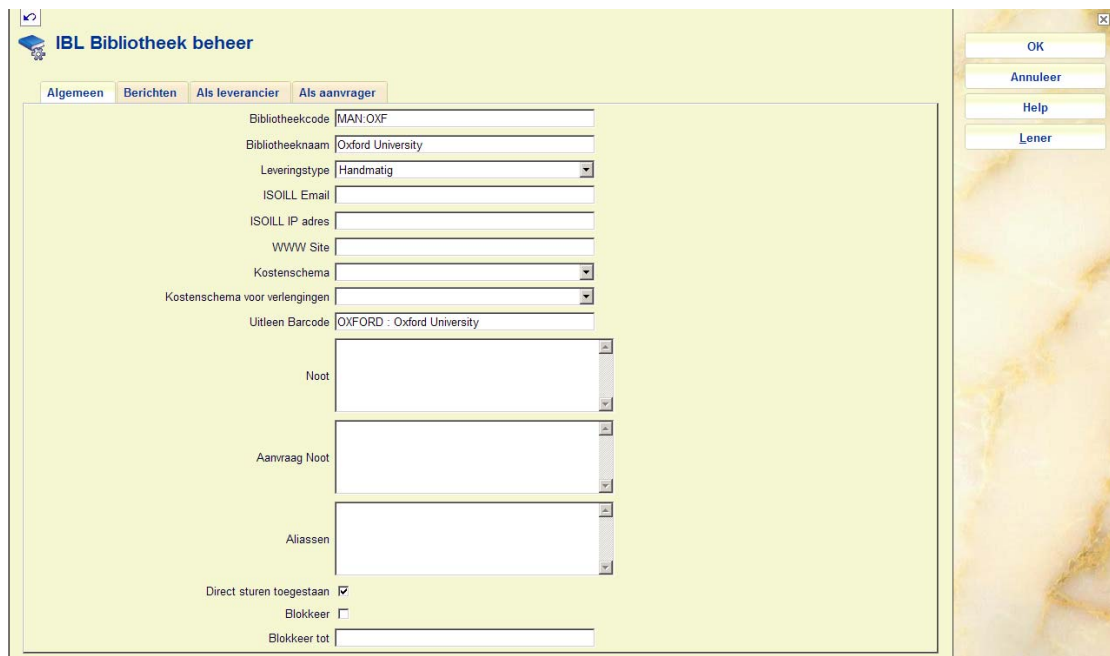 IBL Bibliotheek beheer
OK
Annuleer
Help
Lener
Algemeen Berichten Als leverancier Als aanvrager
Bibliotheekcode MAN:OXF
Bibliotheeknaam Oxford University
Leveringstype Handmatig
ISOILL Email
ISOILL IP adres
WWW Site
Kostenschema
Kostenschema voor verlengingen
Uitleen Barcode OXFORD : Oxford University
Noot
Aanvraag Noot
Aliassen
Direct sturen toegestaan
Blokkeer
Blokkeer tot